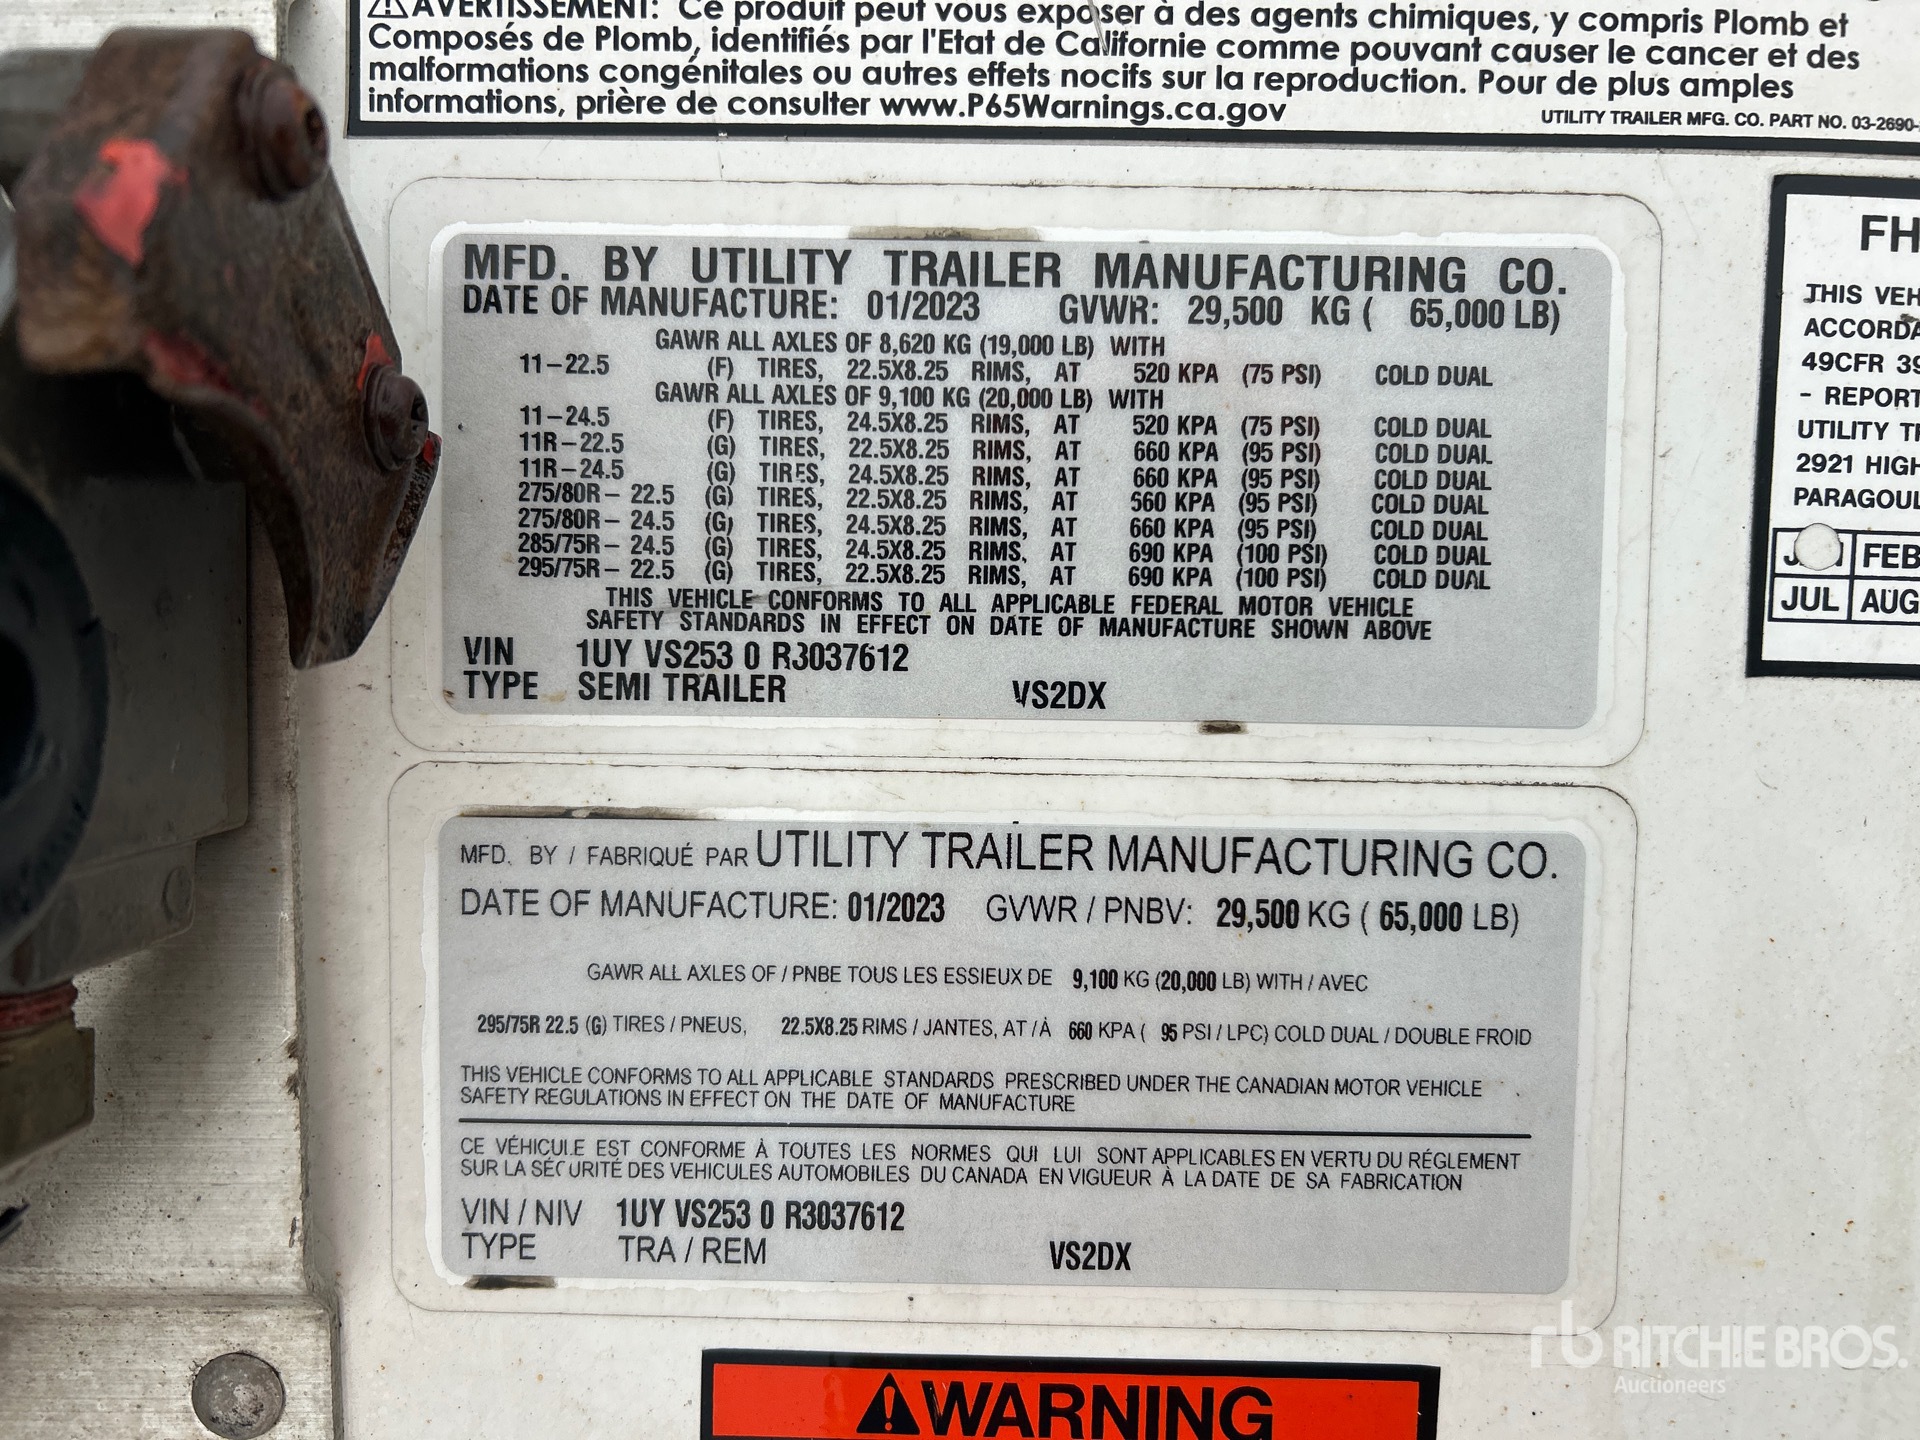 ⚠AVERTISSEMENT: Ce produit peut vous exposer à des agents chimiques, y compris Plomb et
Composés de Plomb, identifiés par l'Etat de Californie comme pouvant causer le cancer et des
malformations congénitales ou autres effets nocifs sur la reproduction. Pour de plus amples
informations, prière de consulter www.P65Warnings.ca.gov
UTILITY TRAILER MFG. CO. PART NO. 03-2690-
MFD. BY UTILITY TRAILER MANUFACTURING CO.
DATE OF MANUFACTURE: 01/2023 GVWR: 29,500 KG ( 65,000 LB)
GAWR ALL AXLES OF 8,620 KG (19,000 LB) WITH
11-22.5 (F) TIRES, 22.5X8.25 RIMS, AT 520 KPA (75 PSI) COLD DUAL
GAWR ALL AXLES OF 9,100 KG (20,000 LB) WITH
11-24.5 (F) TIRES, 24.5X8.25 RIMS, AT 520 KPA (75 PSI) COLD DUAL
11R-22.5 (G) TIRES, 22.5X8.25 RIMS, AT 660 KPA (95 PSI) COLD DUAL
11R-24.5 (G) TIRES, 24.5X8.25 RIMS, AT 660 KPA (95 PSI) COLD DUAL
275/80R- 22.5 (G) TIRES, 22.5X8.25 RIMS, AT 660 KPA (95 PSI) COLD DUAL
275/80R- 24.5 (G) TIRES, 24.5X8.25 RIMS, AT 660 KPA (95 PSI) COLD DUAL
285/75R- 24.5 (G) TIRES, 24.5X8.25 RIMS, AT 690 KPA (100 PSI) COLD DUAL
295/75R- 22.5 (G) TIRES, 22.5X8.25 RIMS, AT 690 KPA (100 PSI) COLD DUAL
THIS VEHICLE CONFORMS TO ALL APPLICABLE FEDERAL MOTOR VEHICLE
SAFETY STANDARDS IN EFFECT ON DATE OF MANUFACTURE SHOWN ABOVE
VIN 1UY VS253 0 R3037612
TYPE SEMI TRAILER VS2DX
FH
THIS VEH
ACCORDA
49CFR 39
- REPORT
UTILITY TR
2921 HIGH
PARAGOUL
JAN FEB
JUL AUG
MFD. BY / FABRIQUÉ PAR UTILITY TRAILER MANUFACTURING CO.
DATE OF MANUFACTURE: 01/2023 GVWR / PNBV: 29,500 KG ( 65,000 LB)
GAWR ALL AXLES OF / PNBE TOUS LES ESSIEUX DE 9,100 KG (20,000 LB) WITH / AVEC
295/75R 22.5 (G) TIRES / PNEUS, 22.5X8.25 RIMS / JANTES, AT / À 660 KPA ( 95 PSI / LPC) COLD DUAL / DOUBLE FROID
THIS VEHICLE CONFORMS TO ALL APPLICABLE STANDARDS PRESCRIBED UNDER THE CANADIAN MOTOR VEHICLE
SAFETY REGULATIONS IN EFFECT ON THE DATE OF MANUFACTURE
CE VÉHICULE EST CONFORME À TOUTES LES NORMES QUI LUI SONT APPLICABLES EN VERTU DU RÉGLEMENT
SUR LA SÉCURITÉ DES VEHICULES AUTOMOBILES DU CANADA EN VIGUEUR À LA DATE DE SA FABRICATION
VIN / NIV 1UY VS253 0 R3037612
TYPE TRA / REM VS2DX
⚠WARNING
rb RITCHIE BROS.
Auctioneers